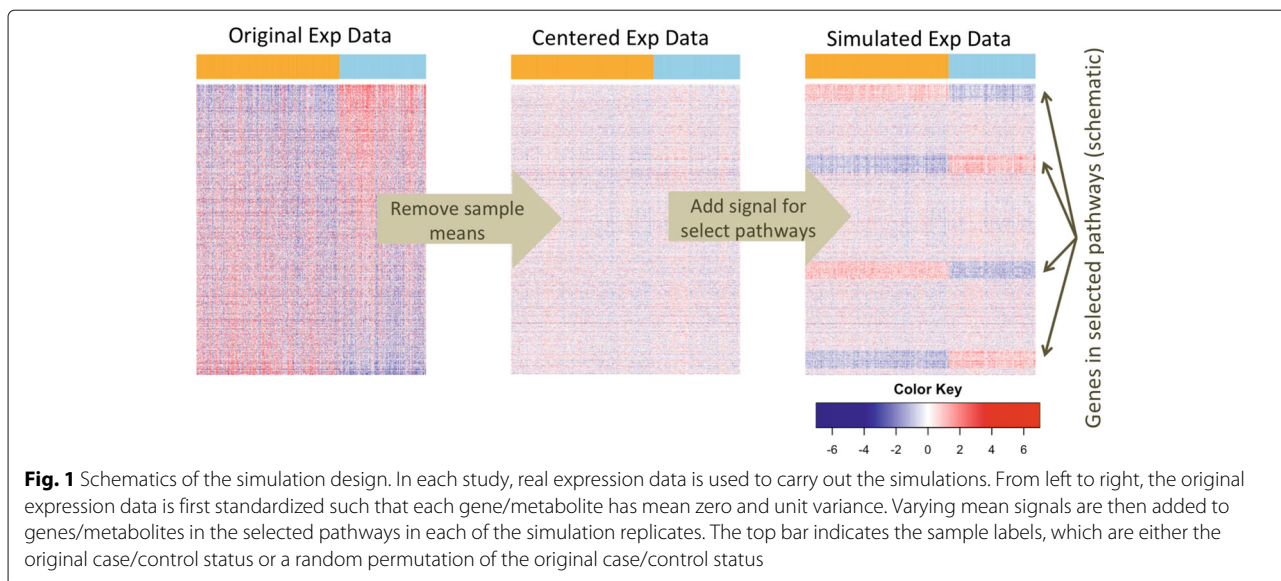 Original Exp Data
Centered Exp Data
Simulated Exp Data
Remove sample
means
Add signal for
select pathways
Genes in selected pathways (schematic)
Color Key
-6 -4 -2 0 2 4 6
Fig. 1 Schematics of the simulation design. In each study, real expression data is used to carry out the simulations. From left to right, the original
expression data is first standardized such that each gene/metabolite has mean zero and unit variance. Varying mean signals are then added to
genes/metabolites in the selected pathways in each of the simulation replicates. The top bar indicates the sample labels, which are either the
original case/control status or a random permutation of the original case/control status